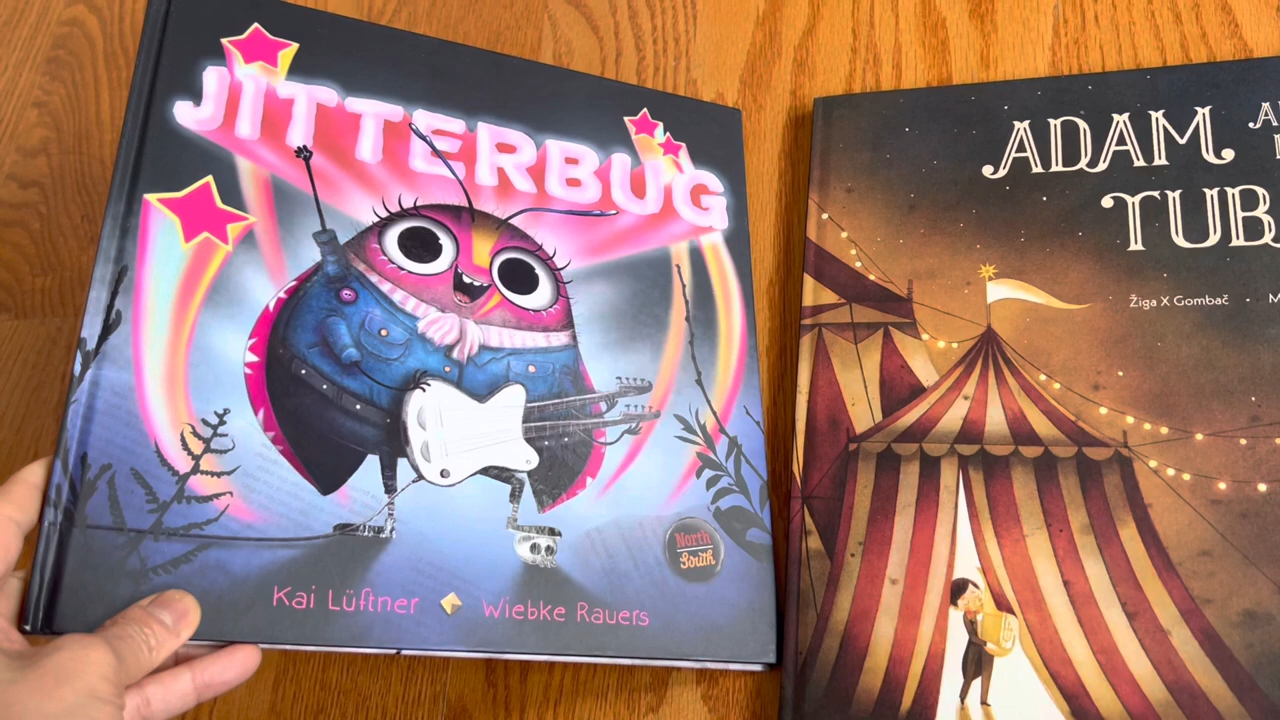 JITTERBUG
North
South
Kai Lüftner
Wiebke Rauers
ADAM
TUB
Žiga X Gombač • M